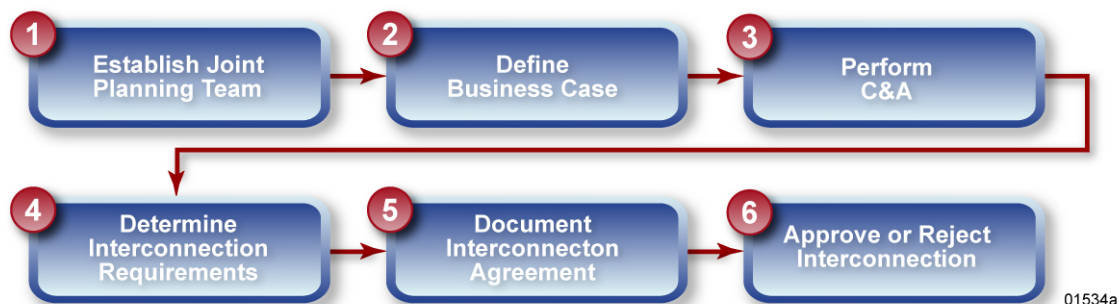 1
Establish Joint
Planning Team
2
Define
Business Case
3
Perform
C&A
4
Determine
Interconnection
Requirements
5
Document
Interconnecton
Agreement
6
Approve or Reject
Interconnection
01534a